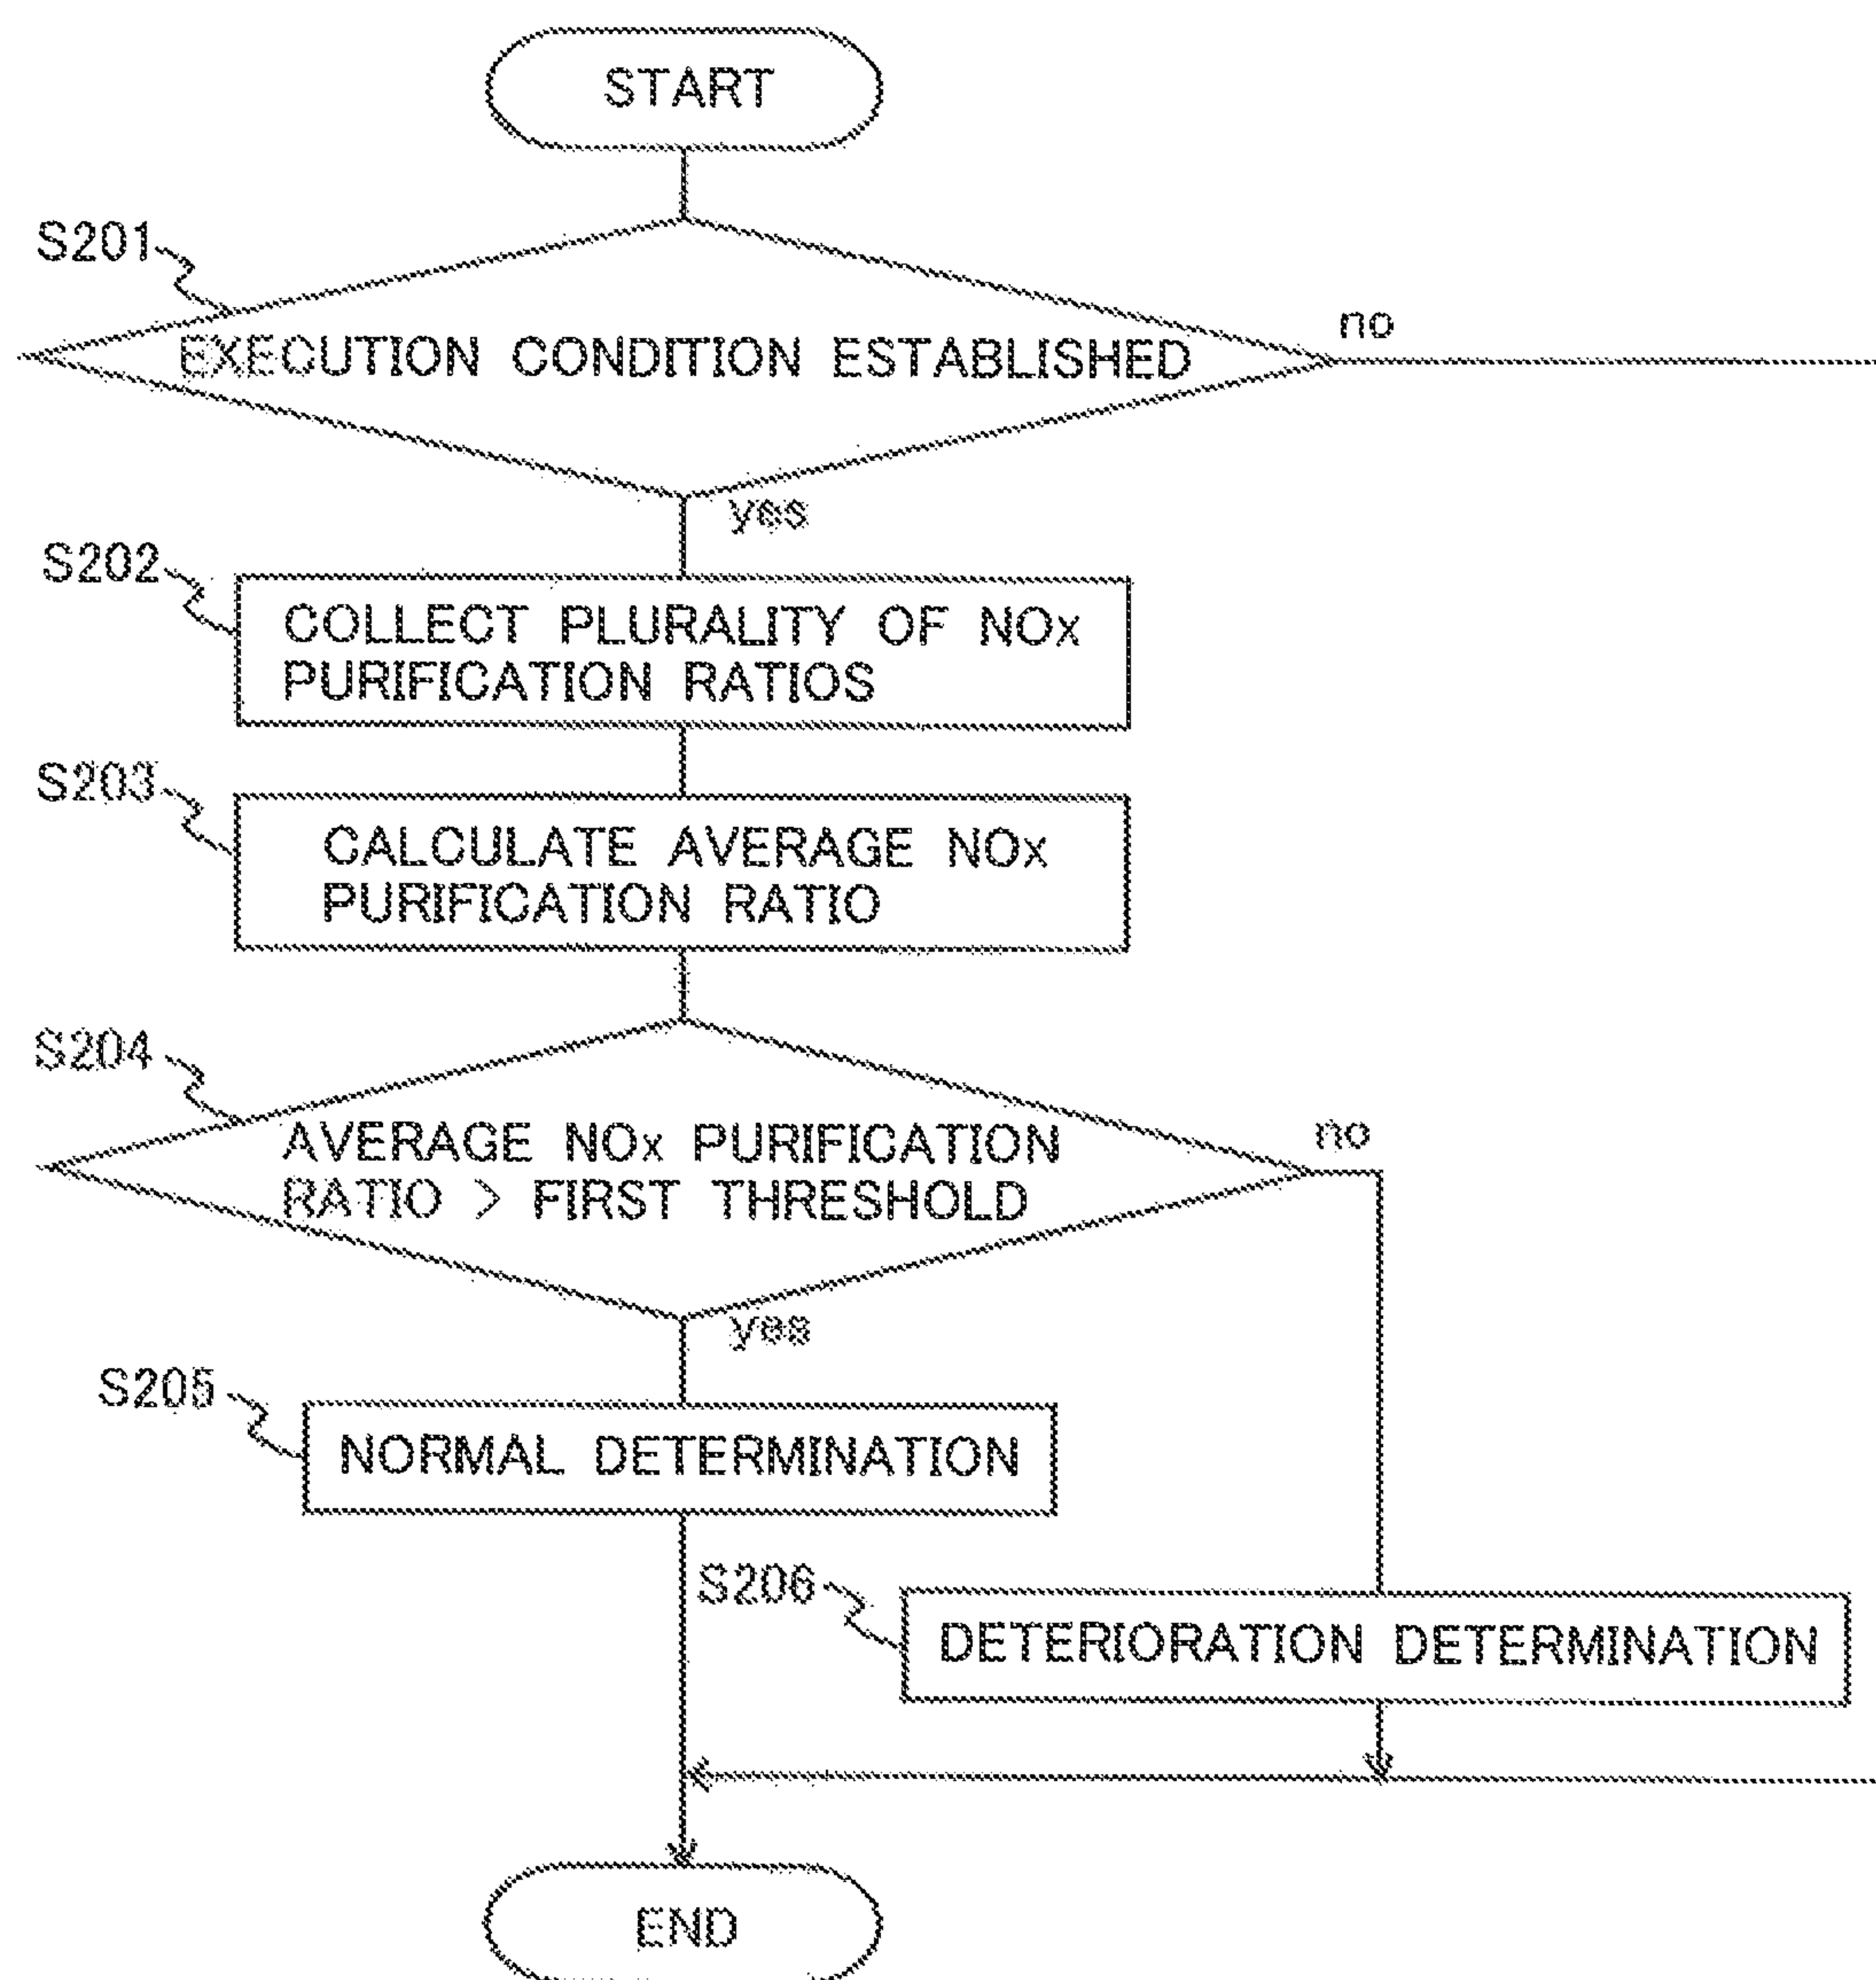 START
S201
EXECUTION CONDITION ESTABLISHED
no
yes
S202
COLLECT PLURALITY OF NOx
PURIFICATION RATIOS
S203
CALCULATE AVERAGE NOx
PURIFICATION RATIO
S204
AVERAGE NOx PURIFICATION
RATIO > FIRST THRESHOLD
no
yes
S205
NORMAL DETERMINATION
S206
DETERIORATION DETERMINATION
END